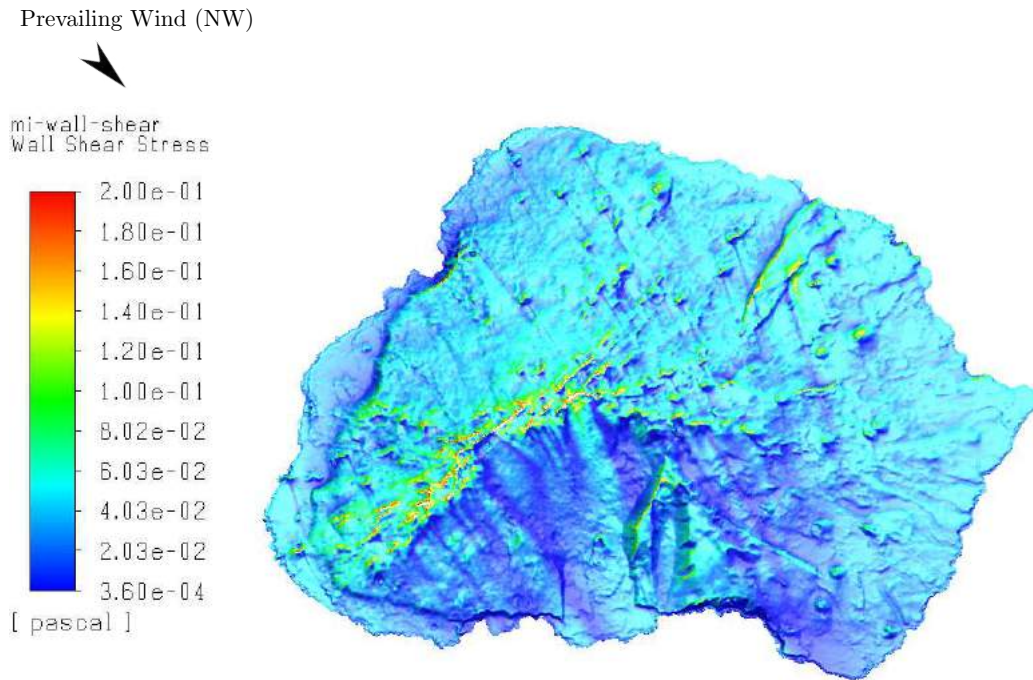 Prevailing Wind (NW)
mi-wall-shear
Wall Shear Stress
2.00e-01
1.80e-01
1.60e-01
1.40e-01
1.20e-01
1.00e-01
8.02e-02
6.03e-02
4.03e-02
2.03e-02
3.60e-04
[ pascal ]